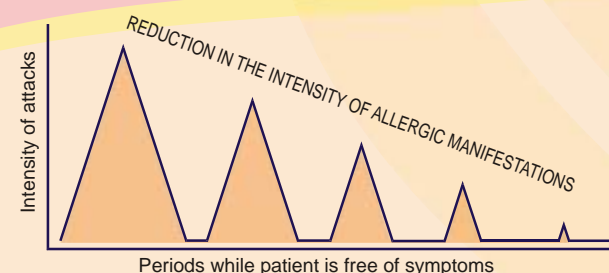 REDUCTION IN THE INTENSITY OF ALLERGIC MANIFESTATIONS
Intensity of attacks
Periods while patient is free of symptoms